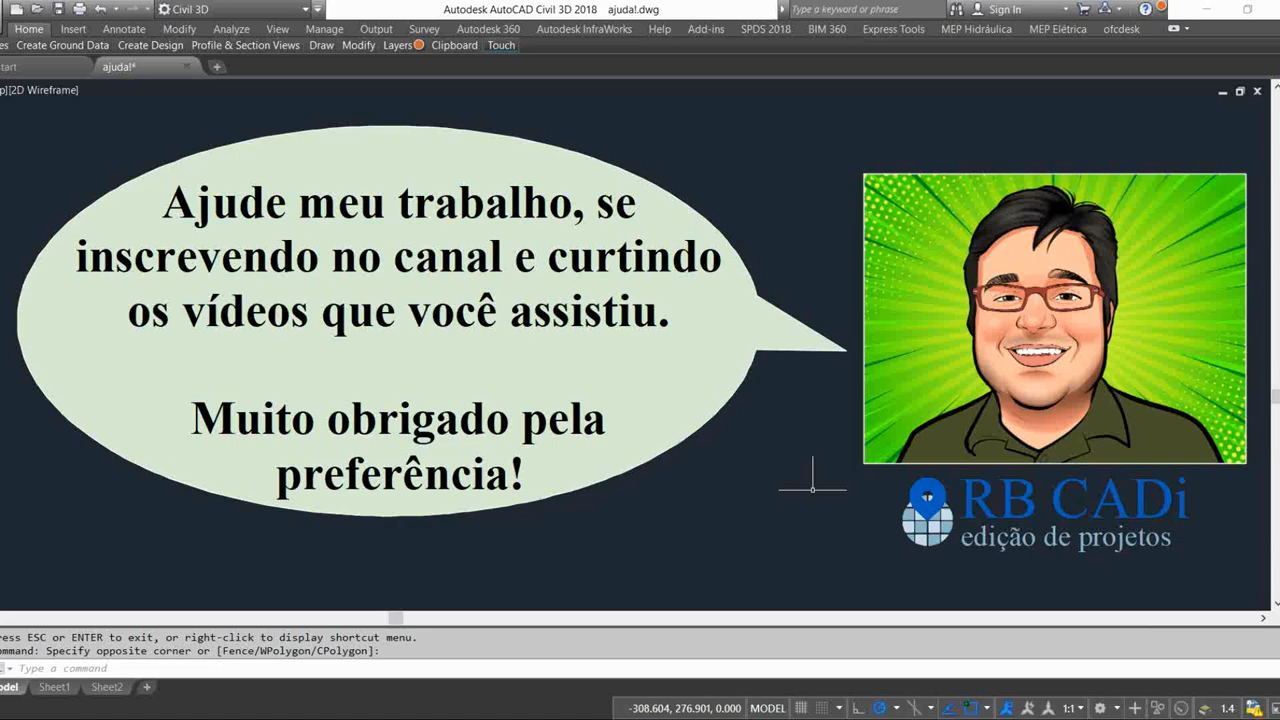 Civil 3D
Autodesk AutoCAD Civil 3D 2018 ajuda!.dwg
Type a keyword or phrase
Sign In
Home Insert Annotate Modify Analyze View Manage Output Survey Autodesk 360 Autodesk InfraWorks Help Add-ins SPDS 2018 BIM 360 Express Tools MEP Hidráulica MEP Elétrica ofcdesk
Create Ground Data Create Design Profile & Section Views Draw Modify Layers Clipboard Touch
tart ajuda!* +
p][2D Wireframe]
Ajude meu trabalho, se
inscrevendo no canal e curtindo
os vídeos que você assistiu.
Muito obrigado pela
preferência!
RB CADi
edição de projetos
ress ESC or ENTER to exit, or right-click to display shortcut menu.
ommand: Specify opposite corner or [Fence/WPolygon/CPolygon]:
Type a command
odel Sheet1 Sheet2 +
-308.604, 276.901, 0.000 MODEL 1:1 1.4